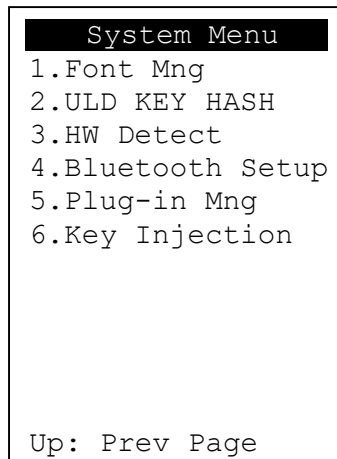 System Menu
1.Font Mng
2.ULD KEY HASH
3.HW Detect
4.Bluetooth Setup
5.Plug-in Mng
6.Key Injection
Up: Prev Page